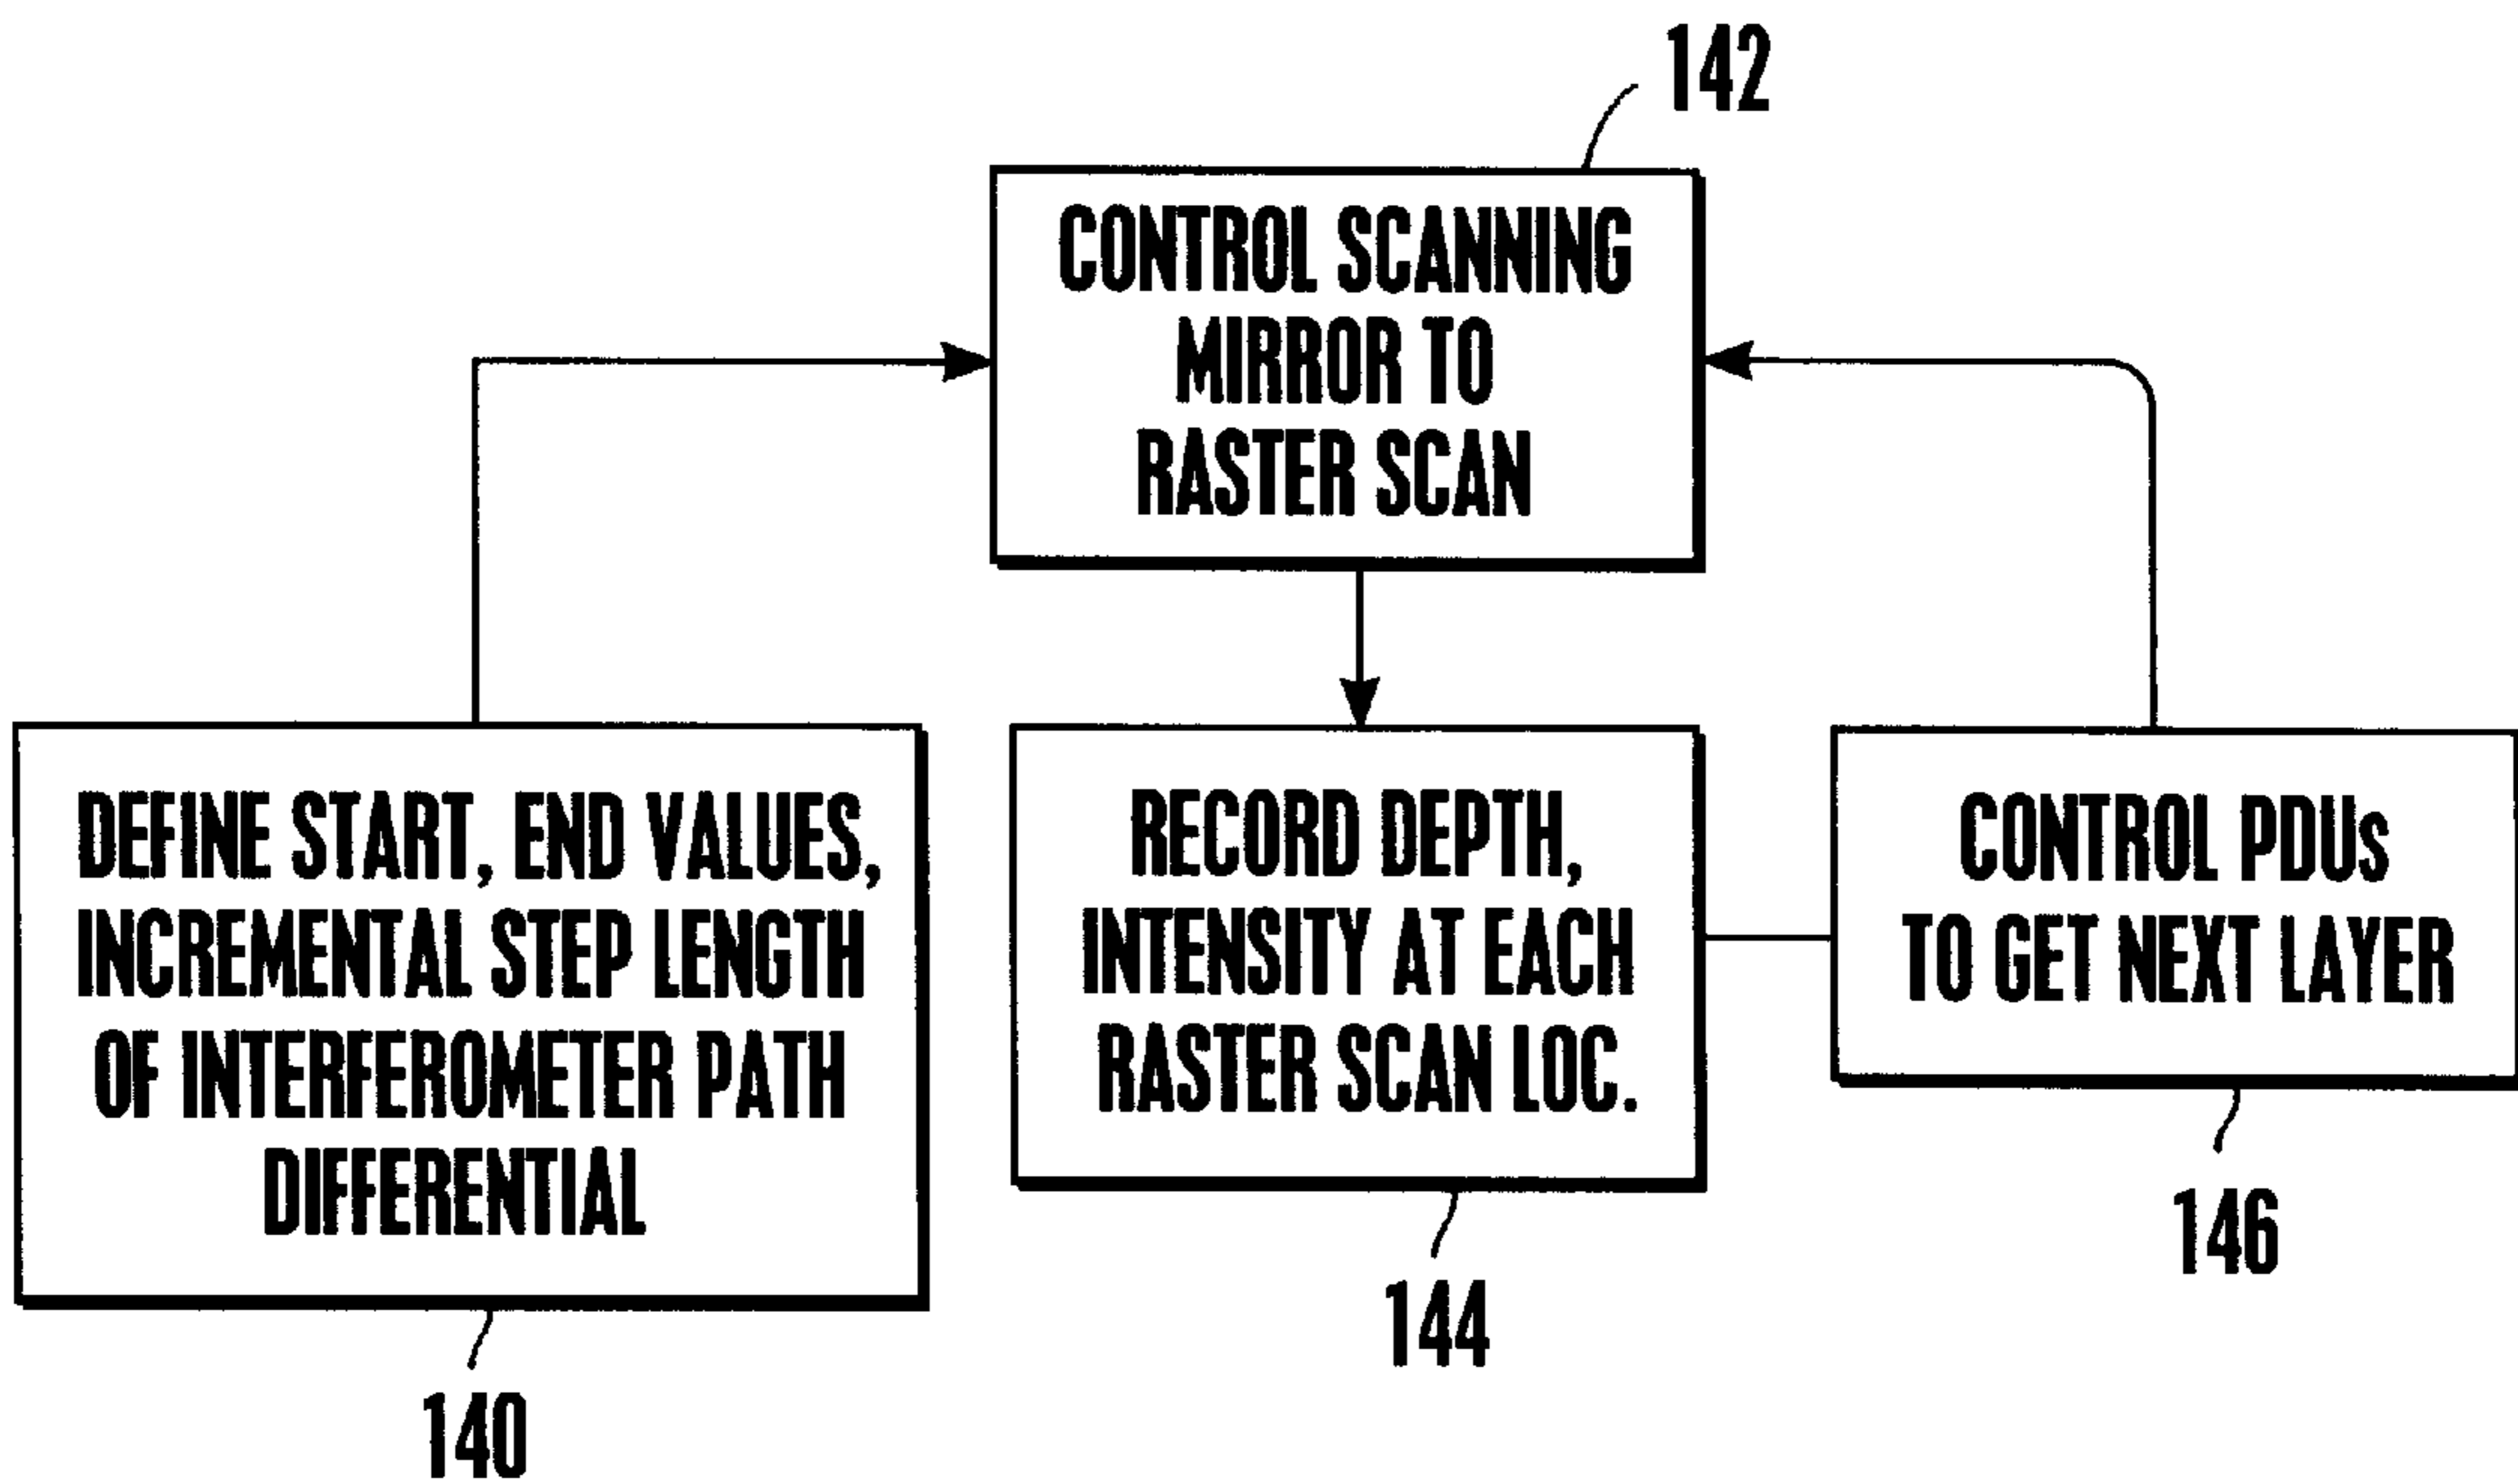 142
CONTROL SCANNING
MIRROR TO
RASTER SCAN
DEFINE START, END VALUES,
INCREMENTAL STEP LENGTH
OF INTERFEROMETER PATH
DIFFERENTIAL
140
RECORD DEPTH,
INTENSITY AT EACH
RASTER SCAN LOC.
144
CONTROL PDUs
TO GET NEXT LAYER
146